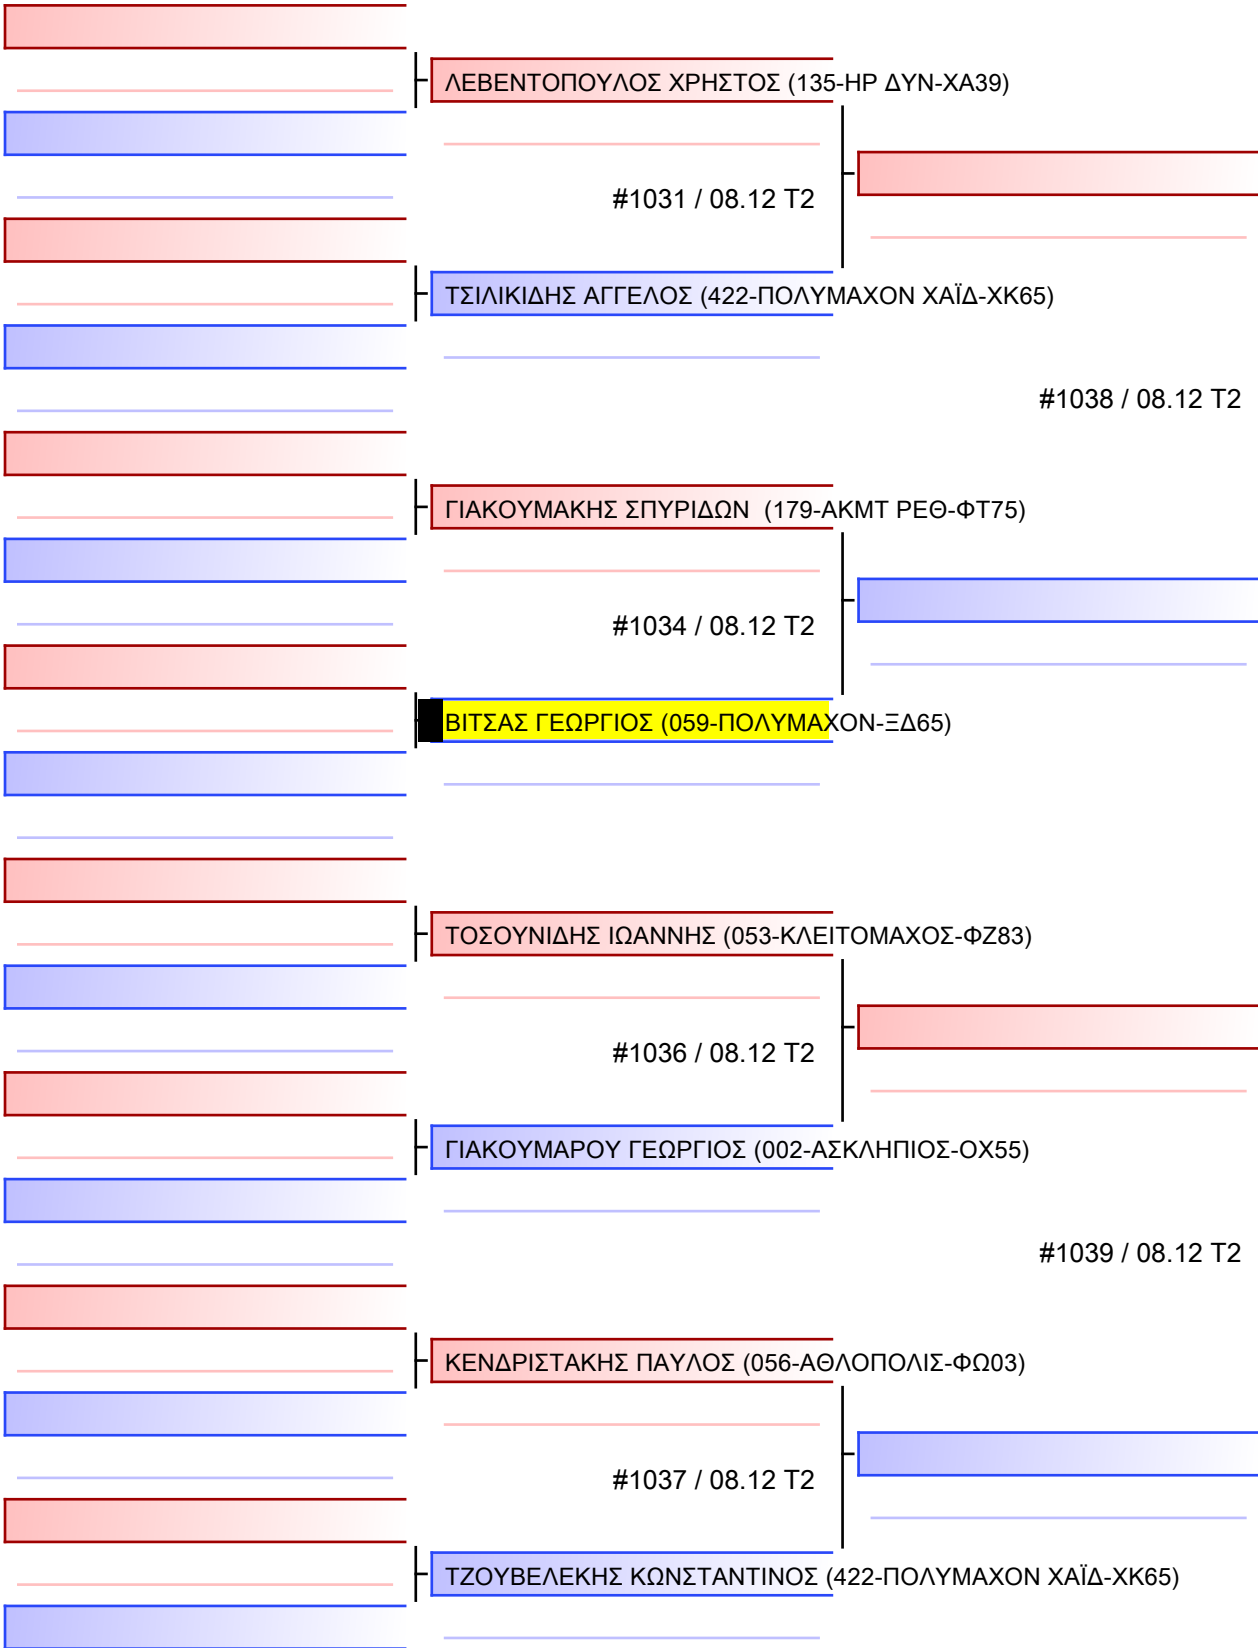 ΛΕΒΕΝΤΟΠΟΥΛΟΣ ΧΡΗΣΤΟΣ (135-ΗΡ ΔΥΝ-ΧΑ39)
#1031 / 08.12 T2
ΤΣΙΛΙΚΙΔΗΣ ΑΓΓΕΛΟΣ (422-ΠΟΛΥΜΑΧΟΝ ΧΑΪΔ-ΧΚ65)
#1038 / 08.12 T2
ΓΙΑΚΟΥΜΑΚΗΣ ΣΠΥΡΙΔΩΝ  (179-ΑΚΜΤ ΡΕΘ-ΦΤ75)
#1034 / 08.12 T2
ΒΙΤΣΑΣ ΓΕΩΡΓΙΟΣ (059-ΠΟΛΥΜΑΧΟΝ-ΞΔ65)
ΤΟΣΟΥΝΙΔΗΣ ΙΩΑΝΝΗΣ (053-ΚΛΕΙΤΟΜΑΧΟΣ-ΦΖ83)
#1036 / 08.12 T2
ΓΙΑΚΟΥΜΑΡΟΥ ΓΕΩΡΓΙΟΣ (002-ΑΣΚΛΗΠΙΟΣ-ΟΧ55)
#1039 / 08.12 T2
ΚΕΝΔΡΙΣΤΑΚΗΣ ΠΑΥΛΟΣ (056-ΑΘΛΟΠΟΛΙΣ-ΦΩ03)
#1037 / 08.12 T2
ΤΖΟΥΒΕΛΕΚΗΣ ΚΩΝΣΤΑΝΤΙΝΟΣ (422-ΠΟΛΥΜΑΧΟΝ ΧΑΪΔ-ΧΚ65)